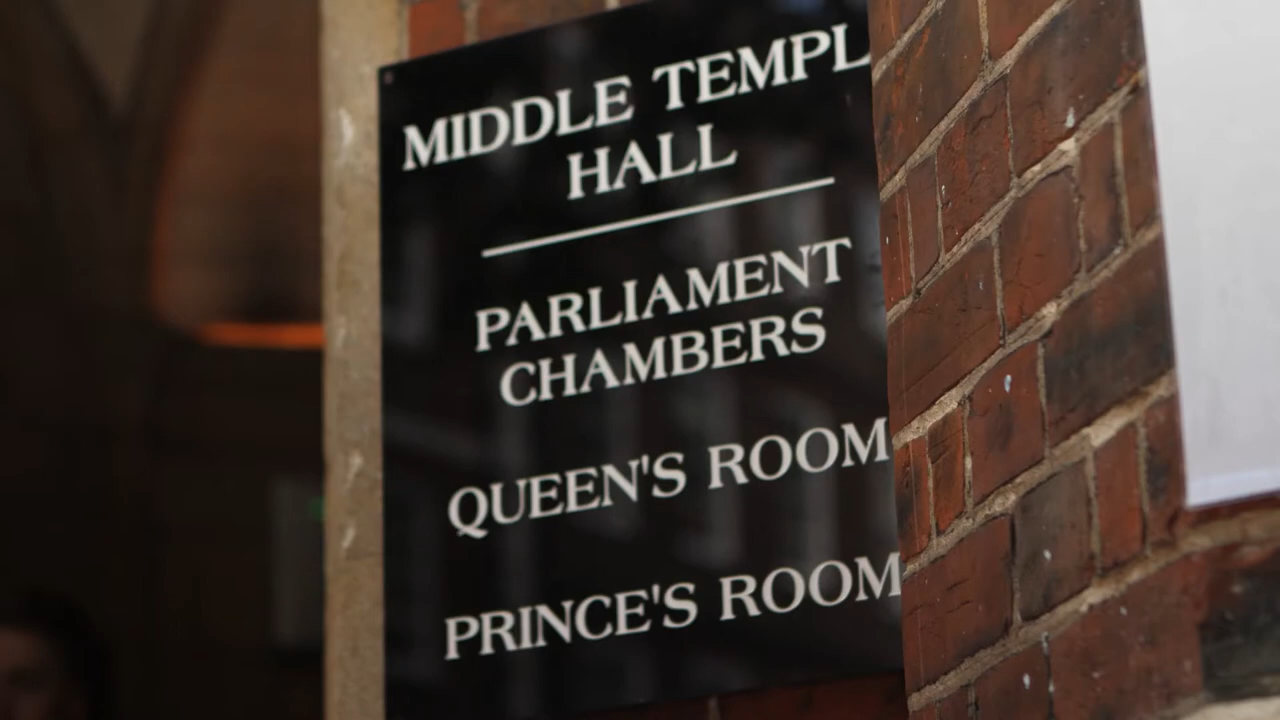 MIDDLE TEMPL
HALL
PARLIAMENT
CHAMBERS
QUEEN'S ROOM
PRINCE'S ROOM